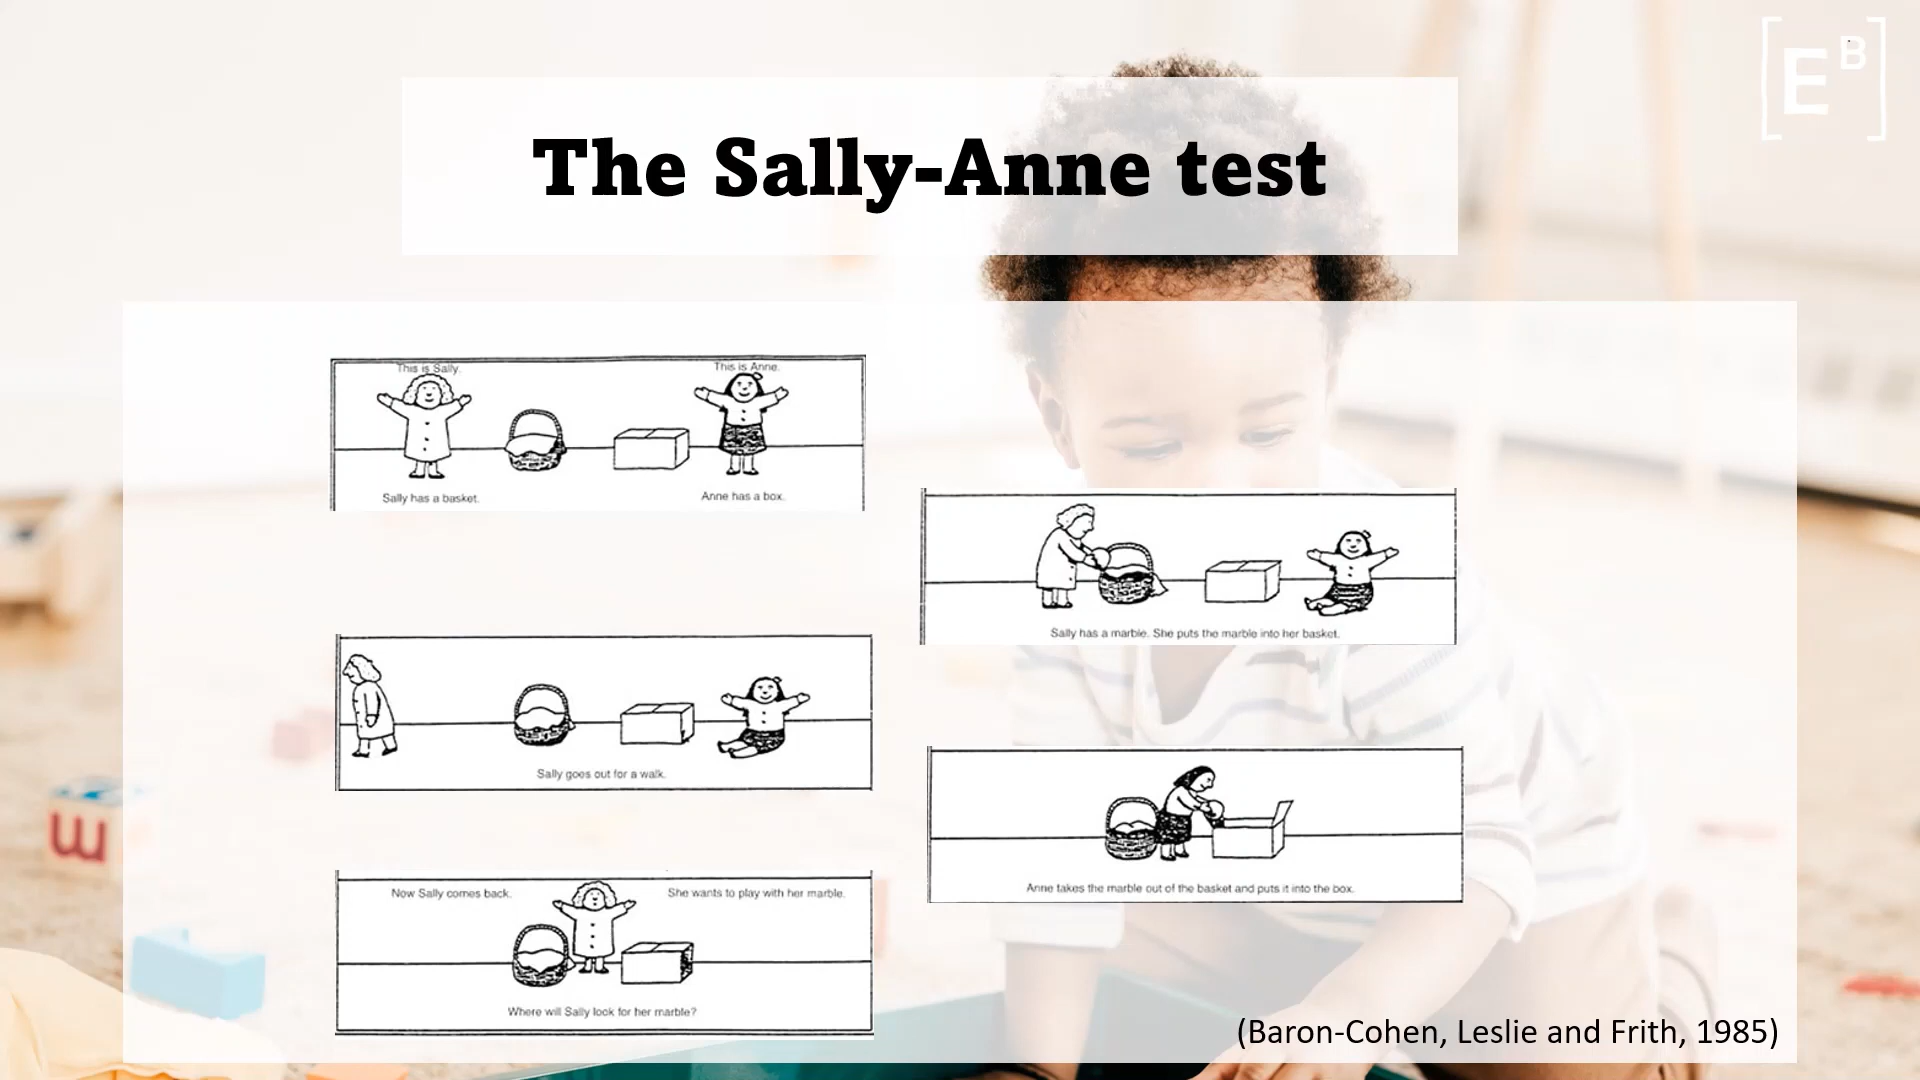 E B
The Sally-Anne test
This is Sally.
This is Anne.
Sally has a basket.
Anne has a box.
Sally has a marble. She puts the marble into her basket.
Sally goes out for a walk.
Anne takes the marble out of the basket and puts it into the box.
Now Sally comes back.
She wants to play with her marble.
Where will Sally look for her marble?
(Baron-Cohen, Leslie and Frith, 1985)